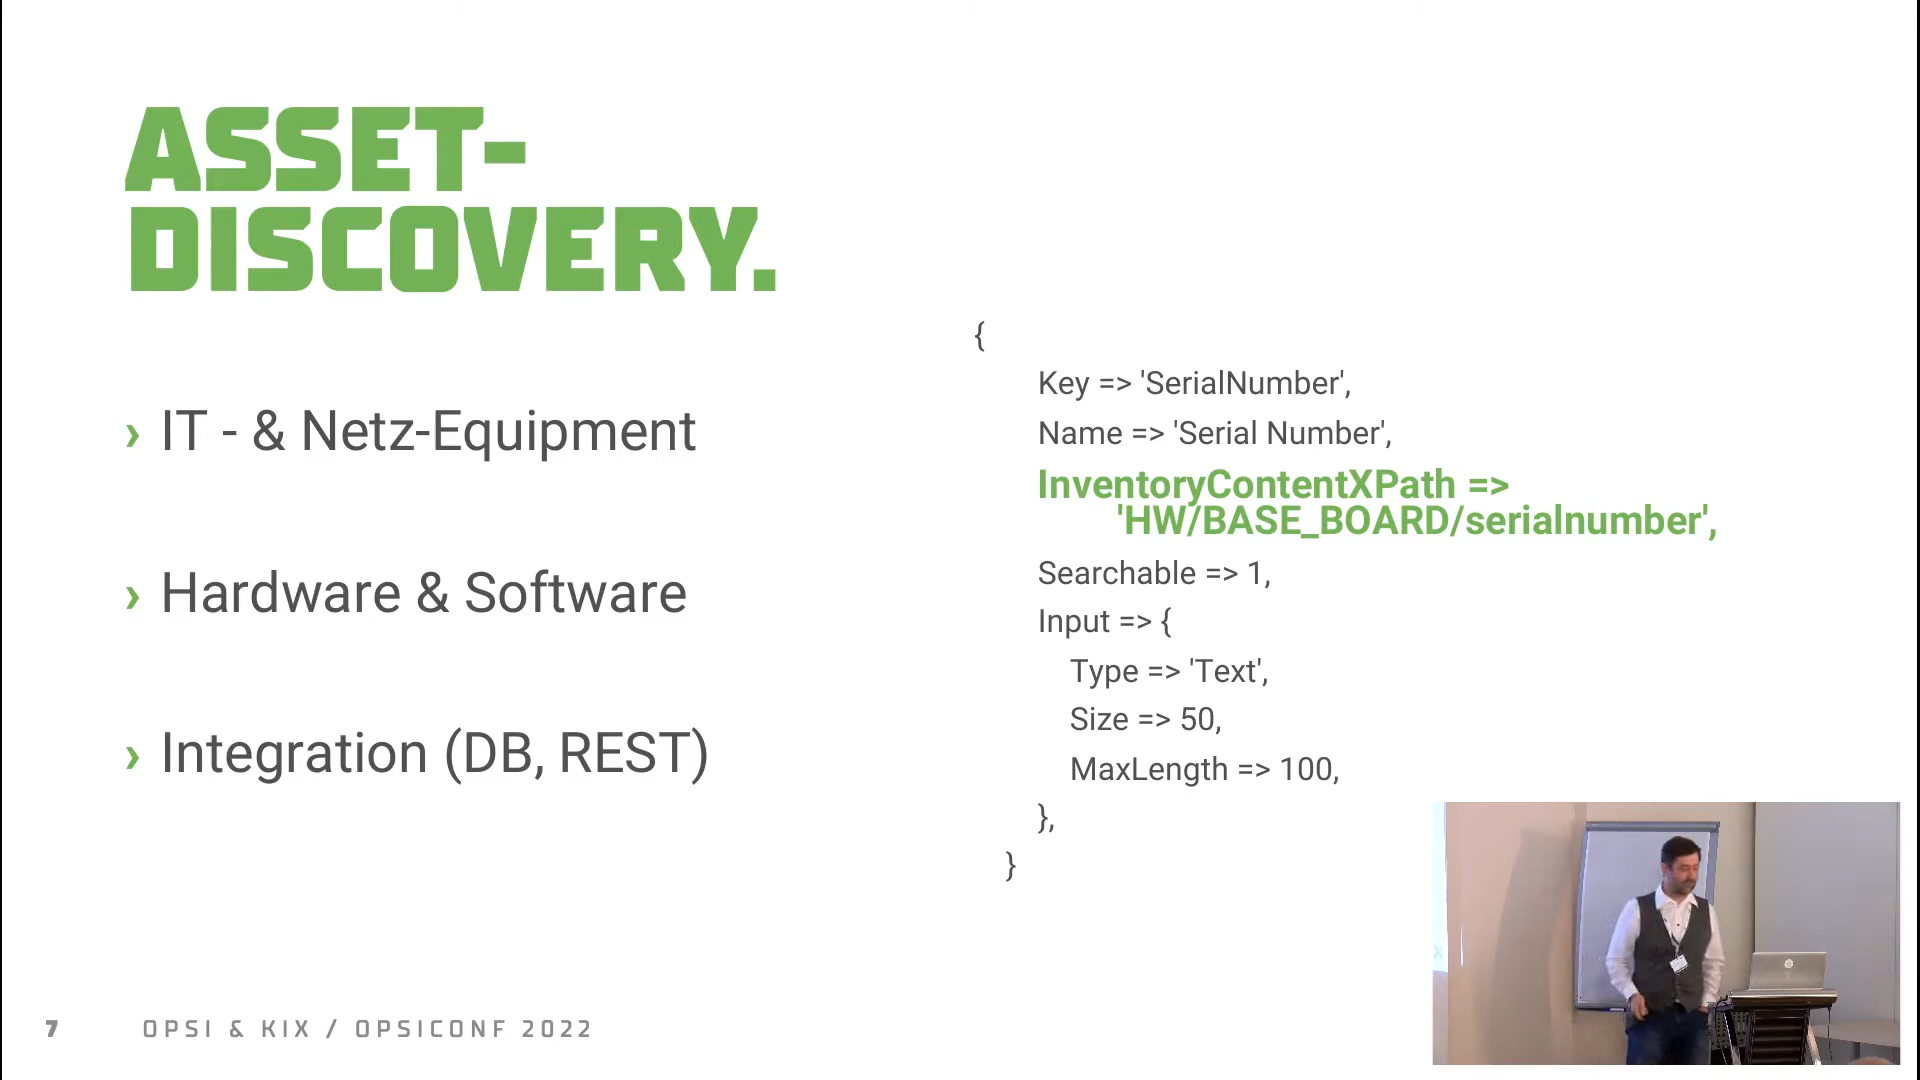 ASSET-
DISCOVERY.
› IT - & Netz-Equipment
› Hardware & Software
› Integration (DB, REST)
{
Key => 'SerialNumber',
Name => 'Serial Number',
InventoryContentXPath =>
'HW/BASE_BOARD/serialnumber',
Searchable => 1,
Input => {
Type => 'Text',
Size => 50,
MaxLength => 100,
},
}
7 OPSI & KIX / OPSICONF 2022